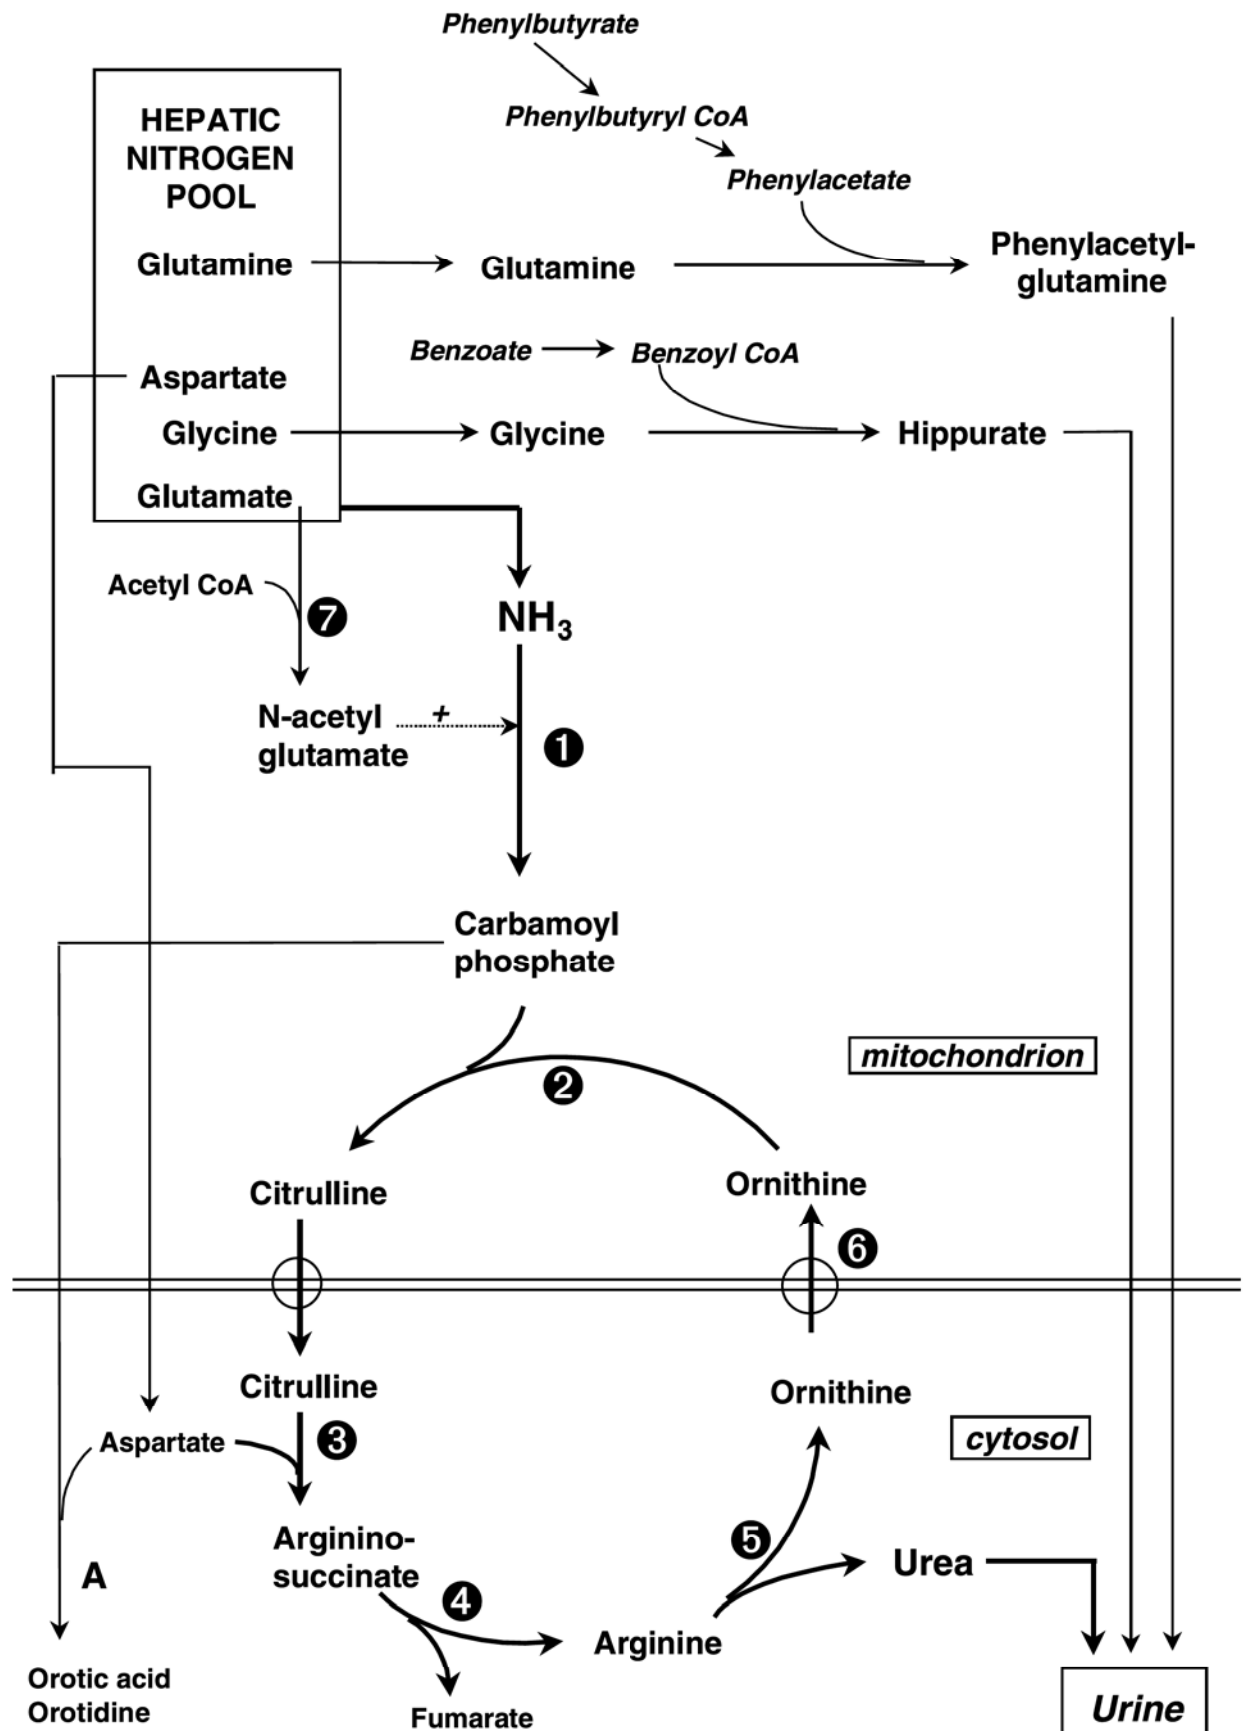 Phenylbutyrate
HEPATIC
NITROGEN
POOL
Phenylbutyryl CoA
Phenylacetate
Glutamine
Glutamine
Phenylacetyl-
glutamine
Benzoate
Benzoyl CoA
Aspartate
Glycine
Glycine
Hippurate
Glutamate
Acetyl CoA
7
NH3
N-acetyl
glutamate
+
1
Carbamoyl
phosphate
mitochondrion
2
Citrulline
Ornithine
6
Citrulline
Ornithine
Aspartate
3
cytosol
Arginino-
succinate
A
5
Urea
4
Arginine
Orotic acid
Orotidine
Fumarate
Urine